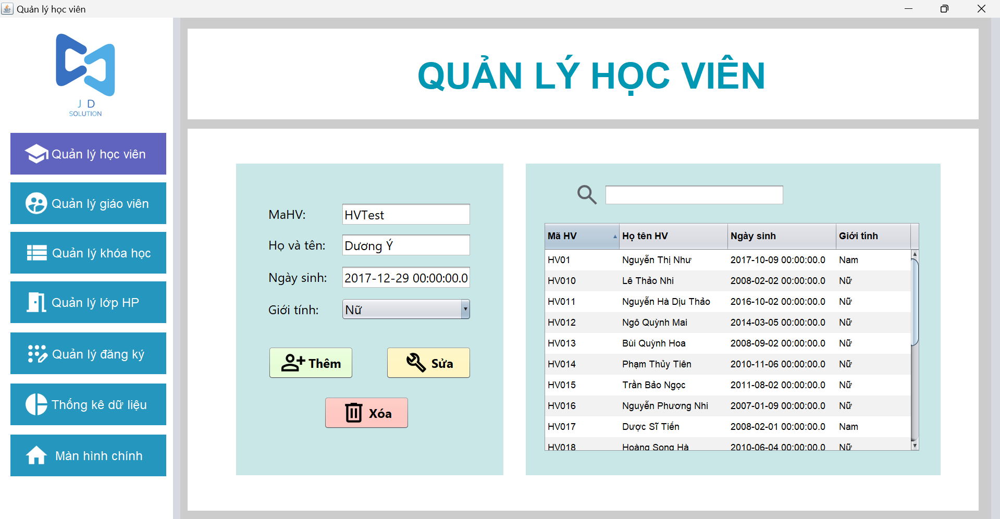 Quản lý học viên
J D
SOLUTION
Quản lý học viên
Quản lý giáo viên
Quản lý khóa học
Quản lý lớp HP
Quản lý đăng ký
Thống kê dữ liệu
Màn hình chính
QUẢN LÝ HỌC VIÊN
MaHV: HVTest
Họ và tên: Dương Ý
Ngày sinh: 2017-12-29 00:00:00.0
Giới tính: Nữ
Thêm Sửa
Xóa
Mã HV Họ tên HV Ngày sinh Giới tính
HV01 Nguyễn Thị Như 2017-10-09 00:00:00.0 Nam
HV010 Lê Thảo Nhi 2008-02-02 00:00:00.0 Nữ
HV011 Nguyễn Hà Dịu Thảo 2016-10-02 00:00:00.0 Nữ
HV012 Ngô Quỳnh Mai 2014-03-05 00:00:00.0 Nữ
HV013 Bùi Quỳnh Hoa 2008-09-02 00:00:00.0 Nữ
HV014 Phạm Thủy Tiên 2010-11-06 00:00:00.0 Nữ
HV015 Trần Bảo Ngọc 2011-08-02 00:00:00.0 Nữ
HV016 Nguyễn Phương Nhi 2007-01-09 00:00:00.0 Nữ
HV017 Dược Sĩ Tiến 2008-02-01 00:00:00.0 Nam
HV018 Hoàng Song Hà 2010-06-04 00:00:00.0 Nữ